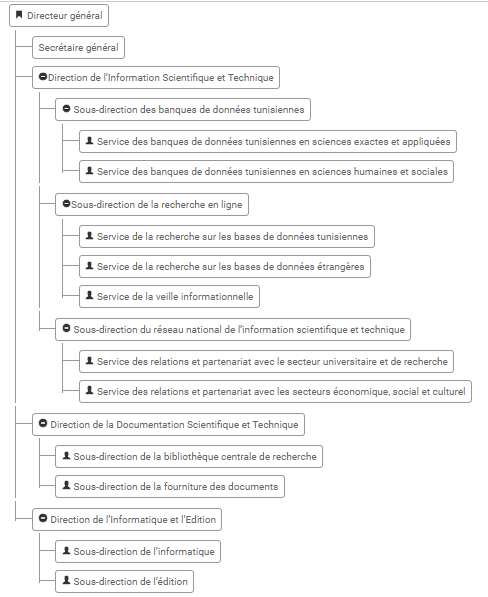 Directeur général
Secrétaire général
Direction de l'Information Scientifique et Technique
Sous-direction des banques de données tunisiennes
Service des banques de données tunisiennes en sciences exactes et appliquées
Service des banques de données tunisiennes en sciences humaines et sociales
Sous-direction de la recherche en ligne
Service de la recherche sur les bases de données tunisiennes
Service de la recherche sur les bases de données étrangères
Service de la veille informationnelle
Sous-direction du réseau national de l'information scientifique et technique
Service des relations et partenariat avec le secteur universitaire et de recherche
Service des relations et partenariat avec les secteurs économique, social et culturel
Direction de la Documentation Scientifique et Technique
Sous-direction de la bibliothèque centrale de recherche
Sous-direction de la fourniture des documents
Direction de l'Informatique et l'Edition
Sous-direction de l'informatique
Sous-direction de l'édition